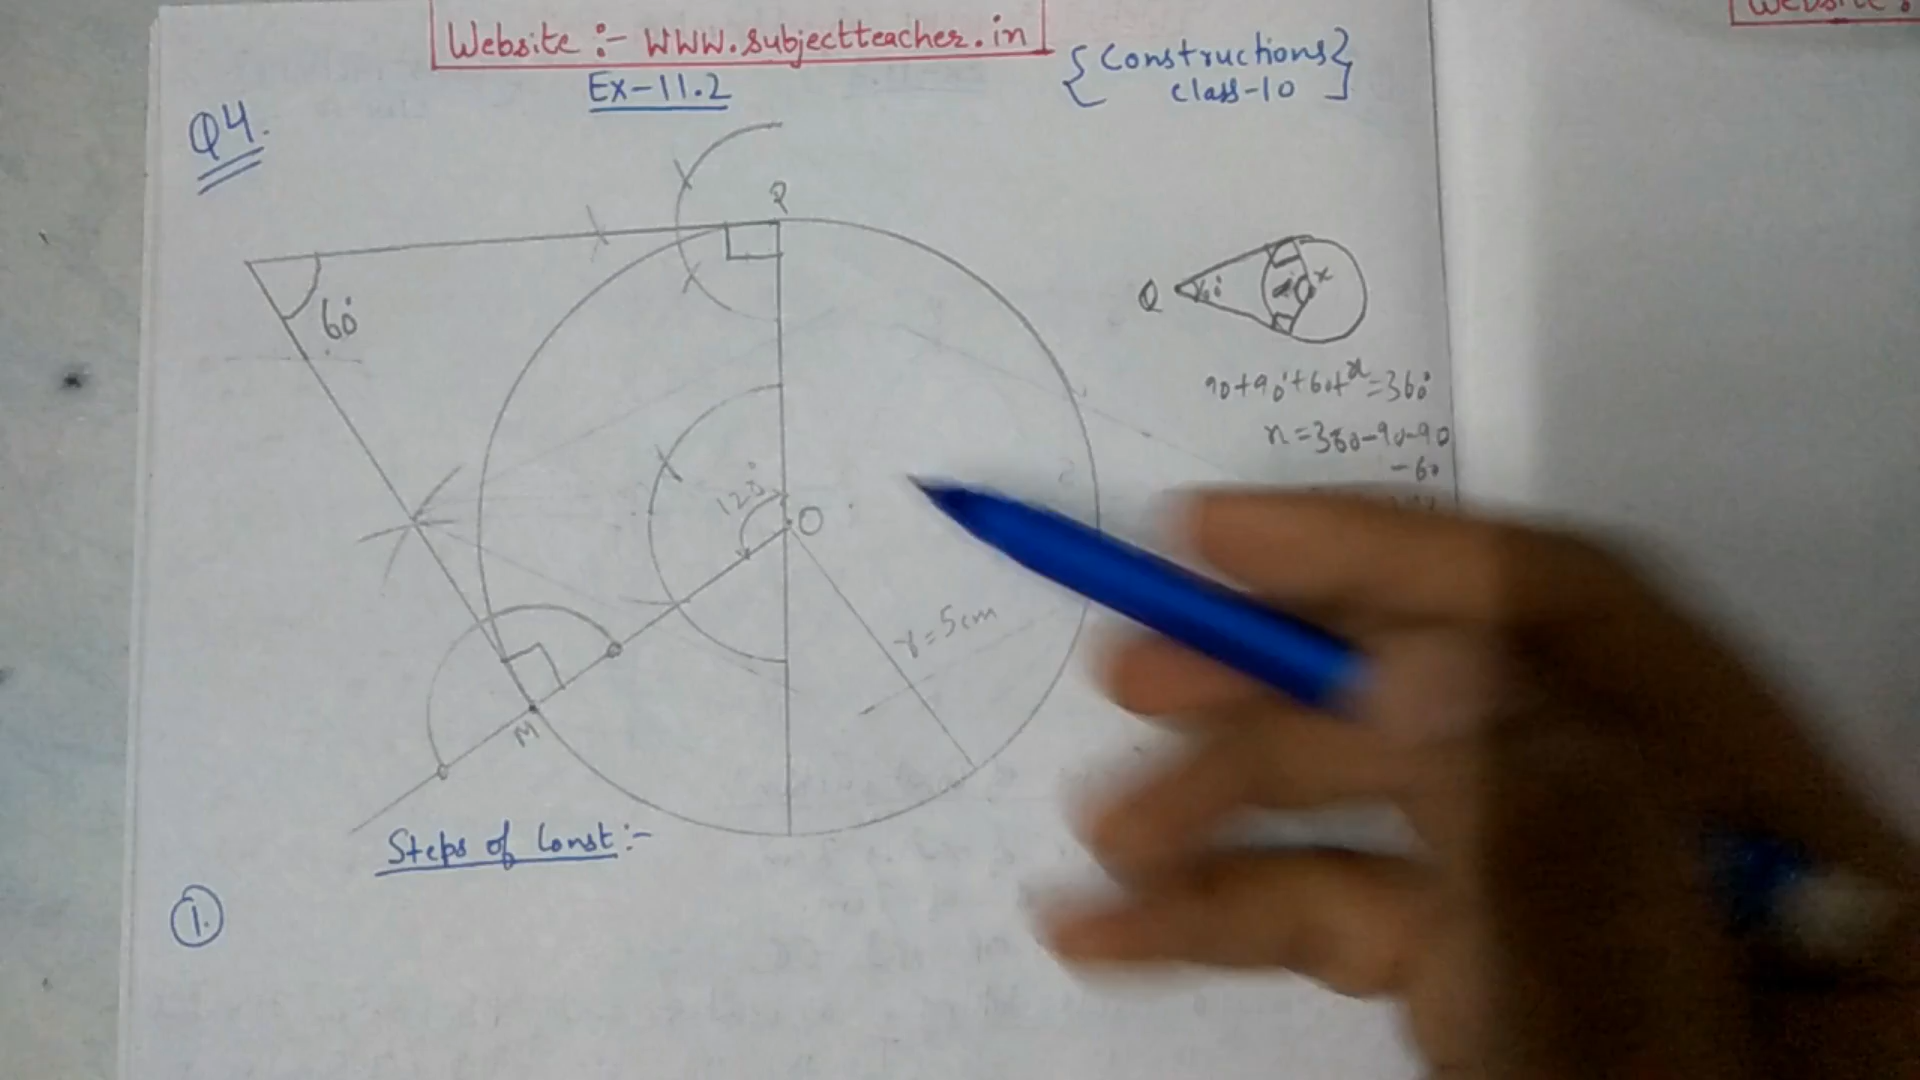 Website :- WWW.subjectteacher.in
Ex-11.2
{Constructions
Class-10}
Q4.
P
60°
Q 60° x
90+90°+60+x=360°
x=360-90-90
-60
120°
O
r=5cm
M
Steps of Const:-
1.